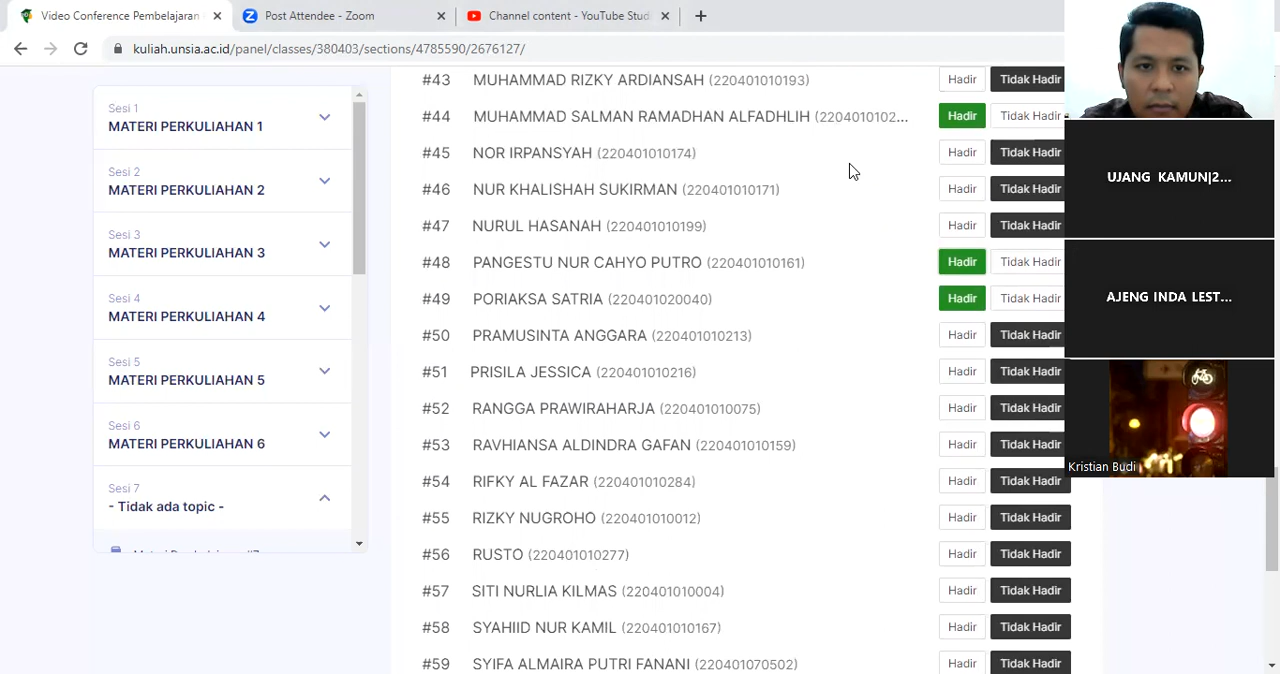 Video Conference Pembelajaran
Post Attendee - Zoom
Channel content - YouTube Stud
kuliah.unsia.ac.id/panel/classes/380403/sections/4785590/2676127/
Sesi 1
MATERI PERKULIAHAN 1
Sesi 2
MATERI PERKULIAHAN 2
Sesi 3
MATERI PERKULIAHAN 3
Sesi 4
MATERI PERKULIAHAN 4
Sesi 5
MATERI PERKULIAHAN 5
Sesi 6
MATERI PERKULIAHAN 6
Sesi 7
- Tidak ada topic -
#43 MUHAMMAD RIZKY ARDIANSAH (220401010193) Hadir Tidak Hadir
#44 MUHAMMAD SALMAN RAMADHAN ALFADHLIH (2204010102... Hadir Tidak Hadir
#45 NOR IRPANSYAH (220401010174) Hadir Tidak Hadir
#46 NUR KHALISHAH SUKIRMAN (220401010171) Hadir Tidak Hadir
#47 NURUL HASANAH (220401010199) Hadir Tidak Hadir
#48 PANGESTU NUR CAHYO PUTRO (220401010161) Hadir Tidak Hadir
#49 PORIAKSA SATRIA (220401020040) Hadir Tidak Hadir
#50 PRAMUSINTA ANGGARA (220401010213) Hadir Tidak Hadir
#51 PRISILA JESSICA (220401010216) Hadir Tidak Hadir
#52 RANGGA PRAWIRAHARJA (220401010075) Hadir Tidak Hadir
#53 RAVHIANSA ALDINDRA GAFAN (220401010159) Hadir Tidak Hadir
#54 RIFKY AL FAZAR (220401010284) Hadir Tidak Hadir
#55 RIZKY NUGROHO (220401010012) Hadir Tidak Hadir
#56 RUSTO (220401010277) Hadir Tidak Hadir
#57 SITI NURLIA KILMAS (220401010004) Hadir Tidak Hadir
#58 SYAHIID NUR KAMIL (220401010167) Hadir Tidak Hadir
#59 SYIFA ALMAIRA PUTRI FANANI (220401070502) Hadir Tidak Hadir
UJANG KAMUN|2...
AJENG INDA LEST...
Kristian Budi